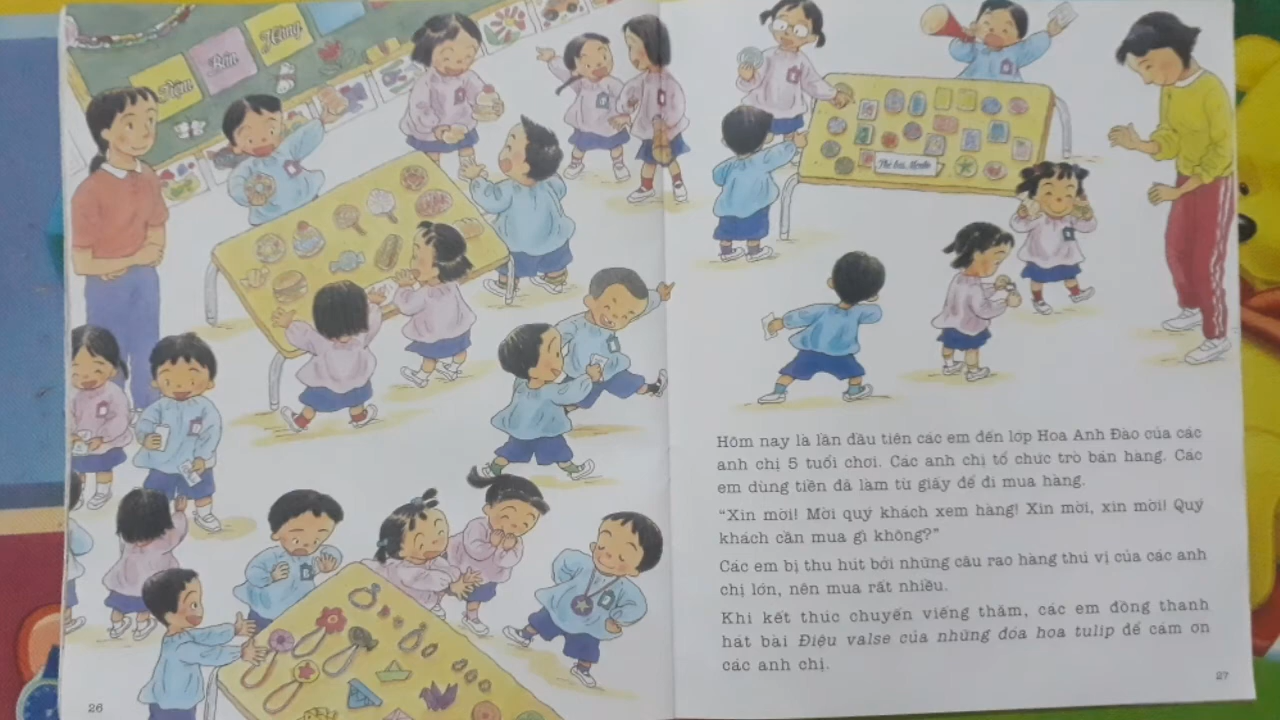 Tiệm
Bán
Hàng
Hôm nay là lần đầu tiên các em đến lớp Hoa Anh Đào của các
anh chị 5 tuổi chơi. Các anh chị tổ chức trò bán hàng. Các
em dùng tiền đã làm từ giấy để đi mua hàng.
“Xin mời! Mời quý khách xem hàng! Xin mời, xin mời! Quý
khách cần mua gì không?”
Các em bị thu hút bởi những câu rao hàng thú vị của các anh
chị lớn, nên mua rất nhiều.
Khi kết thúc chuyến viếng thăm, các em đồng thanh
hát bài Điệu valse của những đóa hoa tulip để cám ơn
các anh chị.
26
27